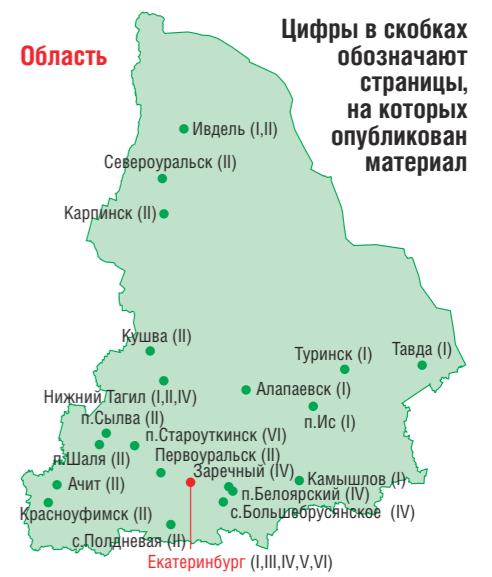 Цифры в скобках
обозначают
страницы,
на которых
опубликован
материал
Область
Ивдель (I,II)
Североуральск (II)
Карпинск (II)
Кушва (II)
Туринск (I)
Тавда (I)
Нижний Тагил (I,II,IV)
Алапаевск (I)
п.Сылва (II)
п.Ис (I)
п.Староуткинск (VI)
п.Шаля (II)
Первоуральск (II)
Заречный (IV)
Камышлов (I)
Ачит (II)
п.Белоярский (IV)
Красноуфимск (II)
с.Большебрусянское (IV)
с.Полдневая (II)
Екатеринбург (I,III,IV,V,VI)